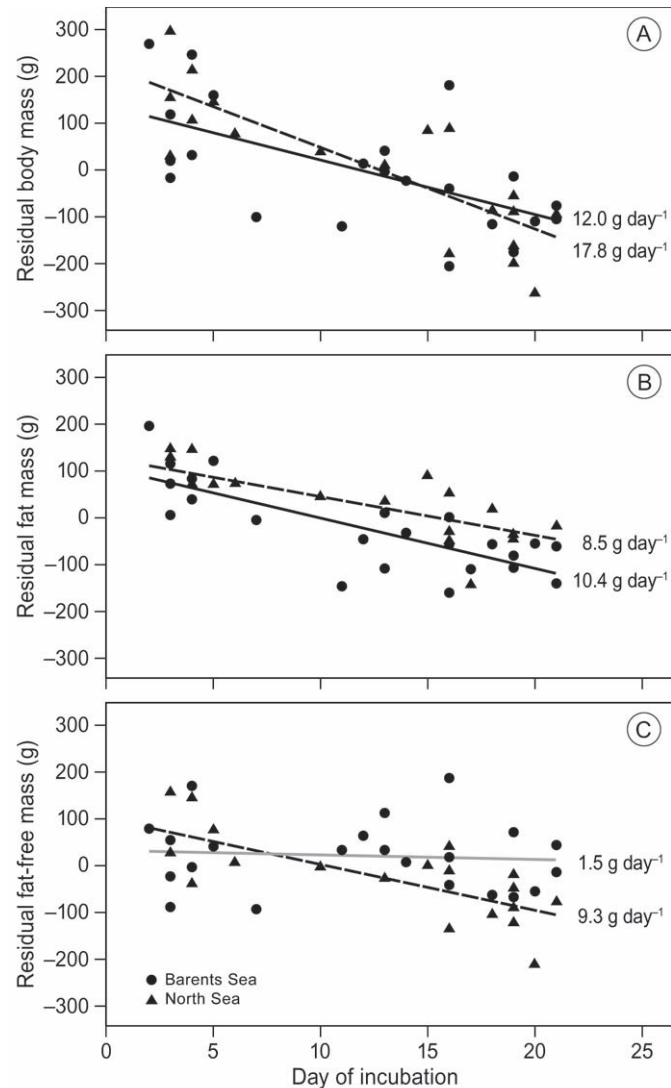 A
Residual body mass (g)
300
200
100
0
–100
–200
–300
12.0 g day⁻¹
17.8 g day⁻¹
B
Residual fat mass (g)
300
200
100
0
–100
–200
–300
8.5 g day⁻¹
10.4 g day⁻¹
C
Residual fat-free mass (g)
300
200
100
0
–100
–200
–300
1.5 g day⁻¹
9.3 g day⁻¹
Barents Sea
North Sea
0 5 10 15 20 25
Day of incubation